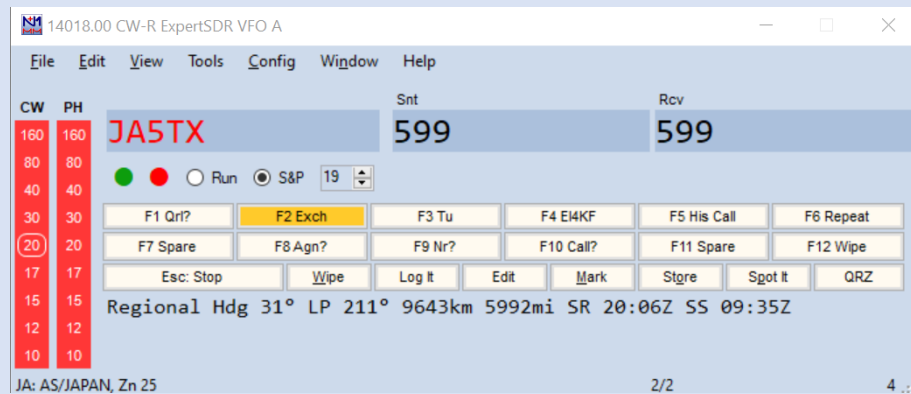 14018.00 CW-R ExpertSDR VFO A
File Edit View Tools Config Window Help
CW PH Snt Rcv
160 160 JA5TX 599 599
80 80
40 40 Run S&P 19
30 30 F1 Qrl? F2 Exch F3 Tu F4 EI4KF F5 His Call F6 Repeat
20 20 F7 Spare F8 Agn? F9 Nr? F10 Call? F11 Spare F12 Wipe
17 17 Esc: Stop Wipe Log It Edit Mark Store Spot It QRZ
15 15 Regional Hdg 31° LP 211° 9643km 5992mi SR 20:06Z SS 09:35Z
12 12
10 10
JA: AS/JAPAN, Zn 25 2/2 4